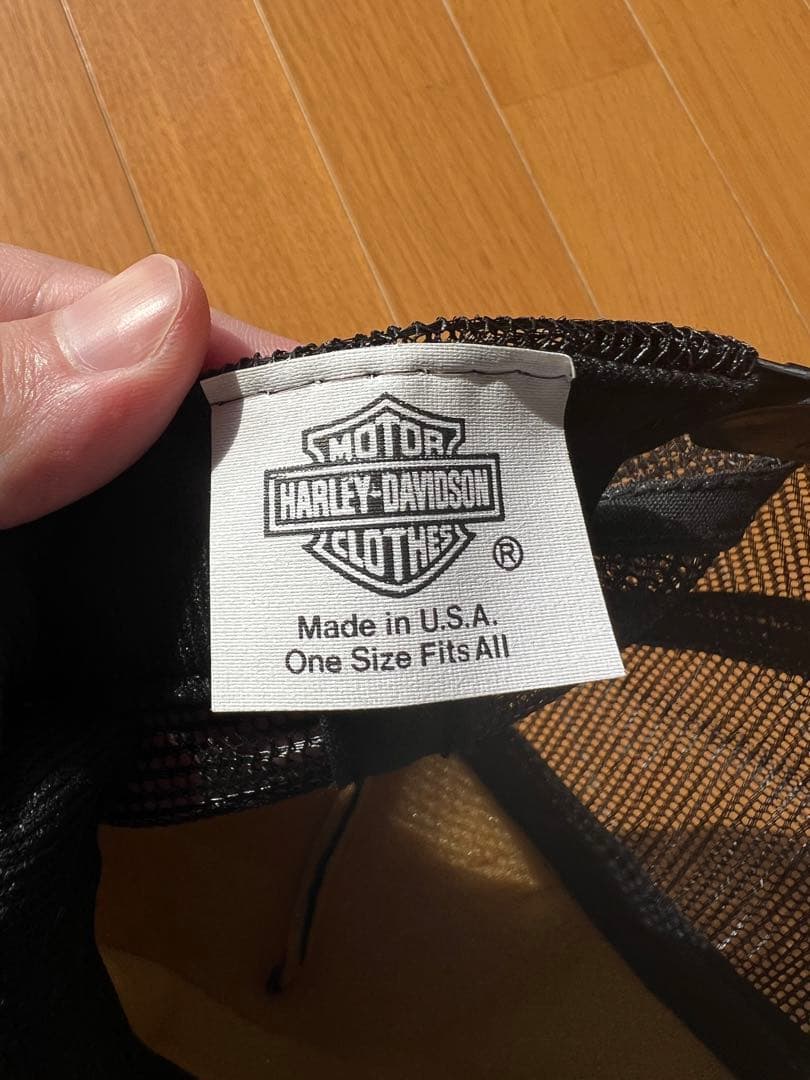 MOTOR
HARLEY-DAVIDSON
CLOTHES
®
Made in U.S.A.
One Size Fits All